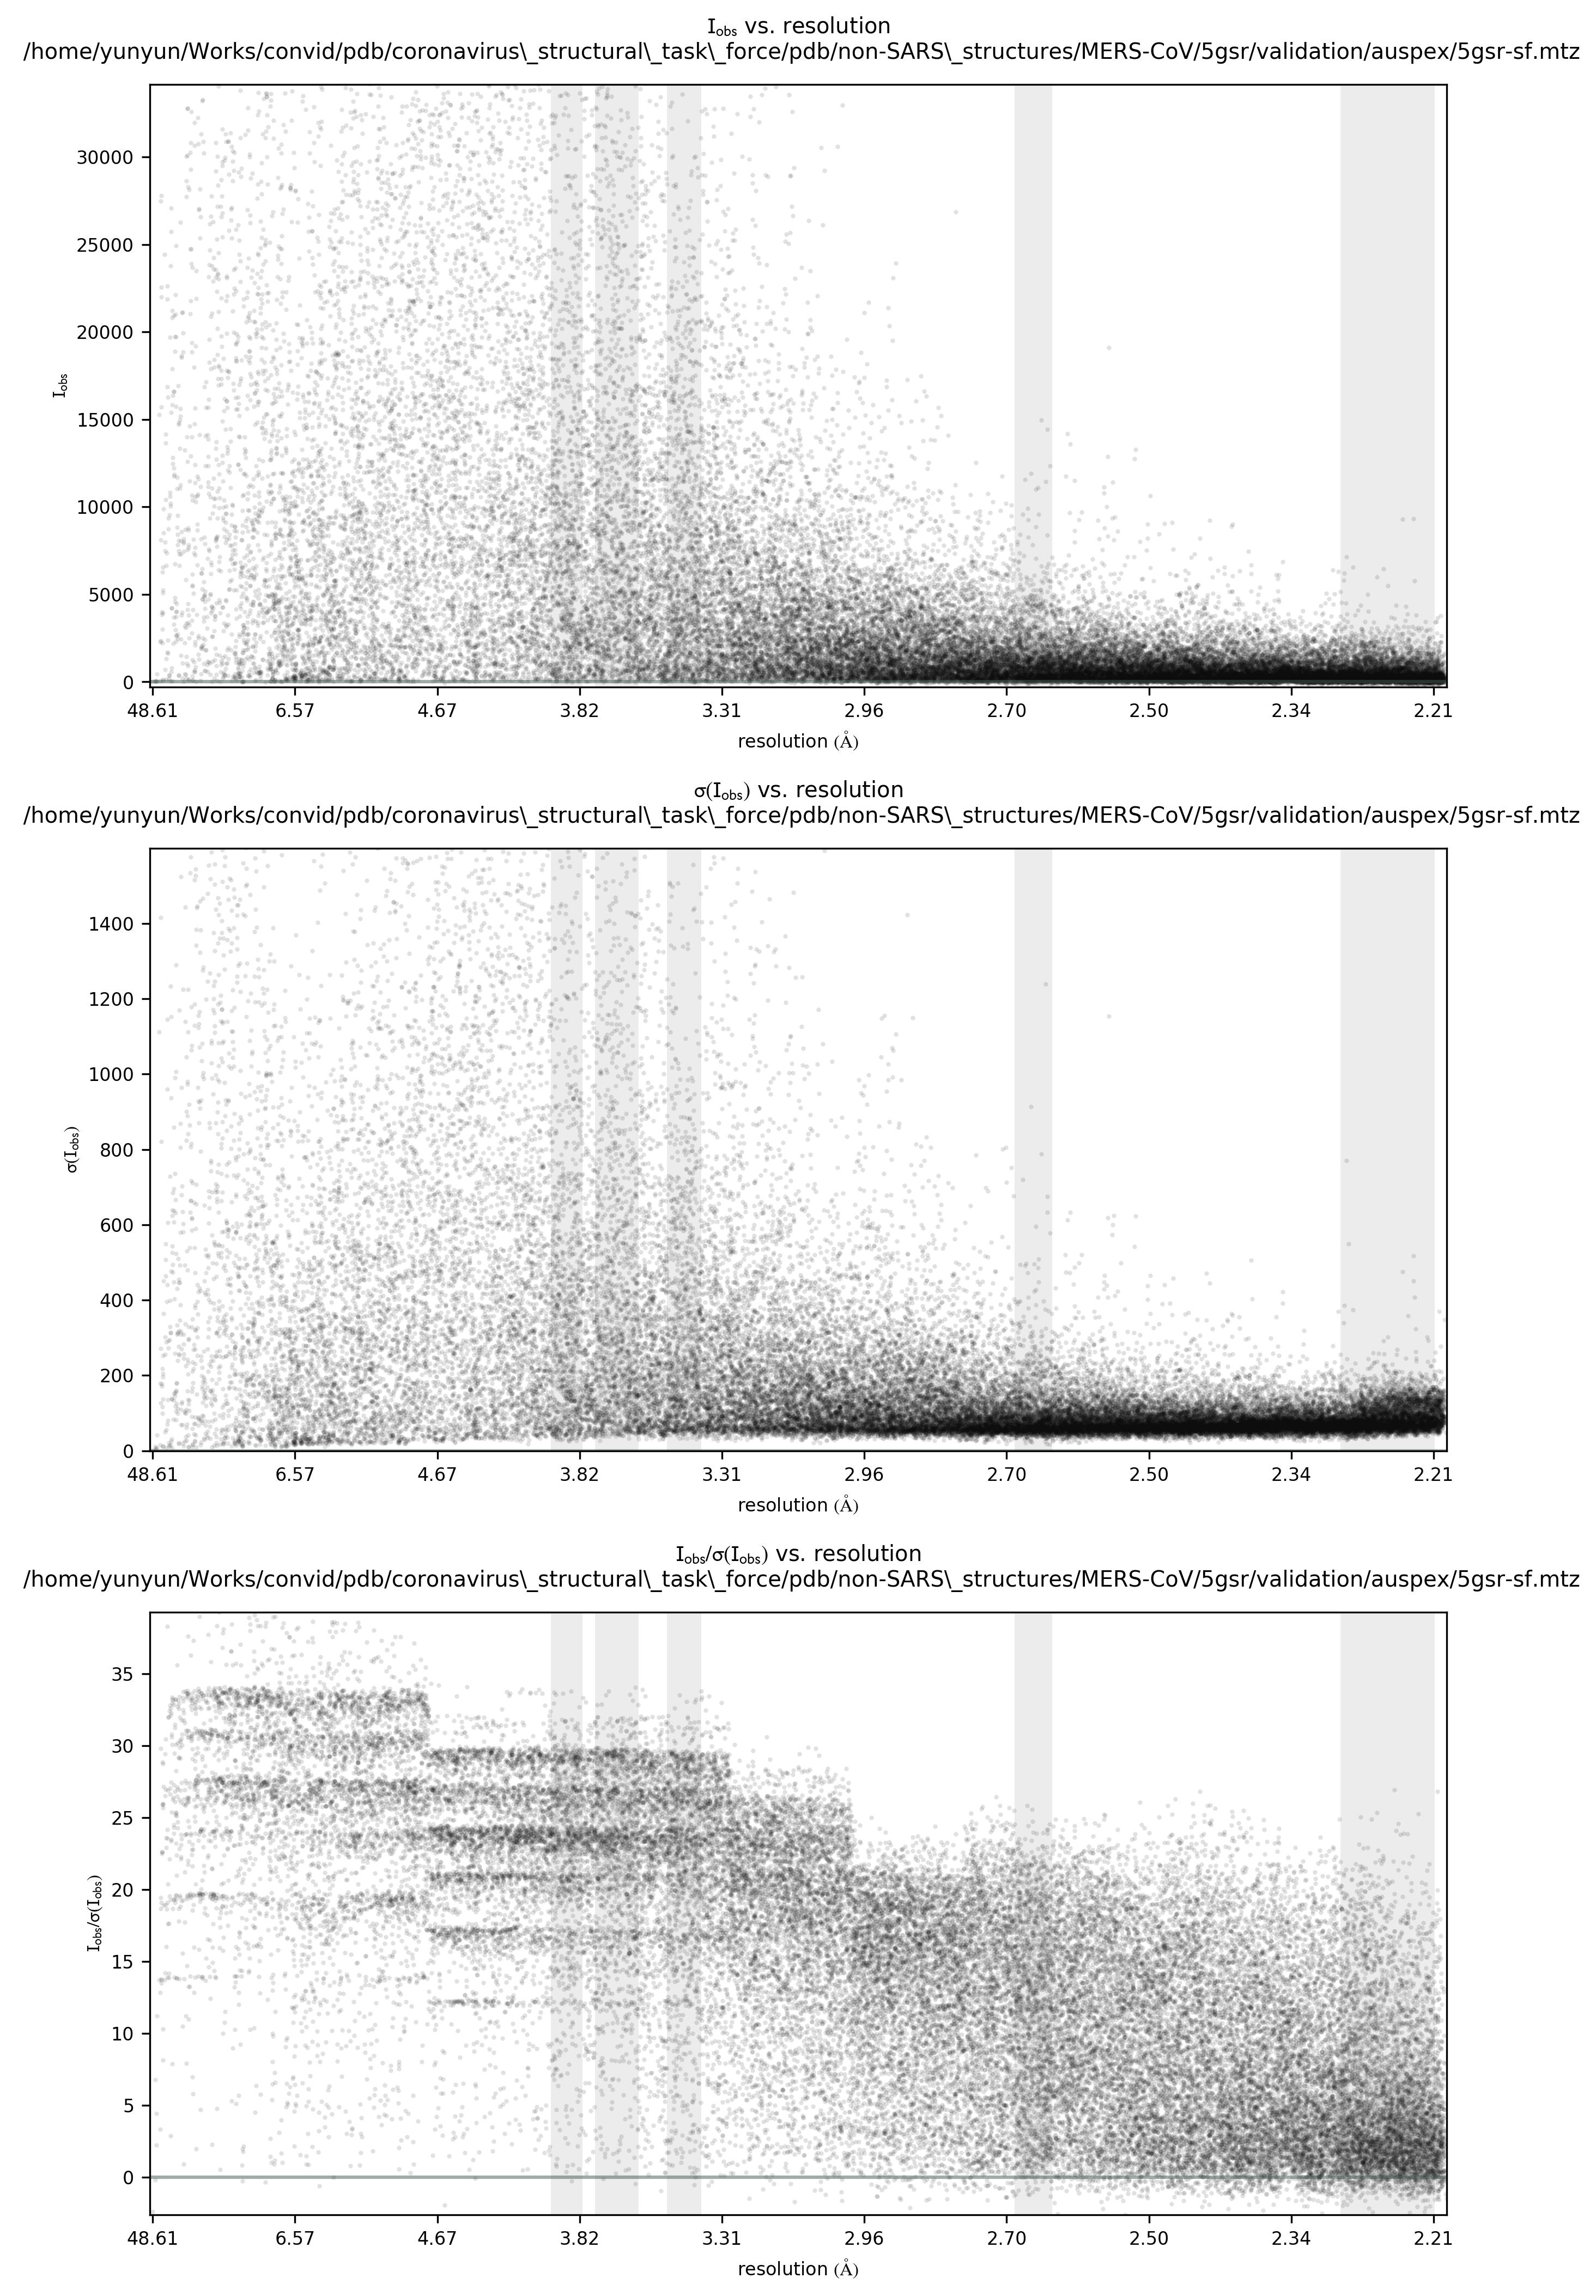 I_obs vs. resolution
/home/yunyun/Works/convid/pdb/coronavirus\_structural\_task\_force/pdb/non-SARS\_structures/MERS-CoV/5gsr/validation/auspex/5gsr-sf.mtz
30000
25000
20000
15000
10000
5000
0
I_obs
48.61 6.57 4.67 3.82 3.31 2.96 2.70 2.50 2.34 2.21
resolution (Å)
σ(I_obs) vs. resolution
/home/yunyun/Works/convid/pdb/coronavirus\_structural\_task\_force/pdb/non-SARS\_structures/MERS-CoV/5gsr/validation/auspex/5gsr-sf.mtz
1400
1200
1000
800
600
400
200
0
σ(I_obs)
48.61 6.57 4.67 3.82 3.31 2.96 2.70 2.50 2.34 2.21
resolution (Å)
I_obs/σ(I_obs) vs. resolution
/home/yunyun/Works/convid/pdb/coronavirus\_structural\_task\_force/pdb/non-SARS\_structures/MERS-CoV/5gsr/validation/auspex/5gsr-sf.mtz
35
30
25
20
15
10
5
0
I_obs/σ(I_obs)
48.61 6.57 4.67 3.82 3.31 2.96 2.70 2.50 2.34 2.21
resolution (Å)